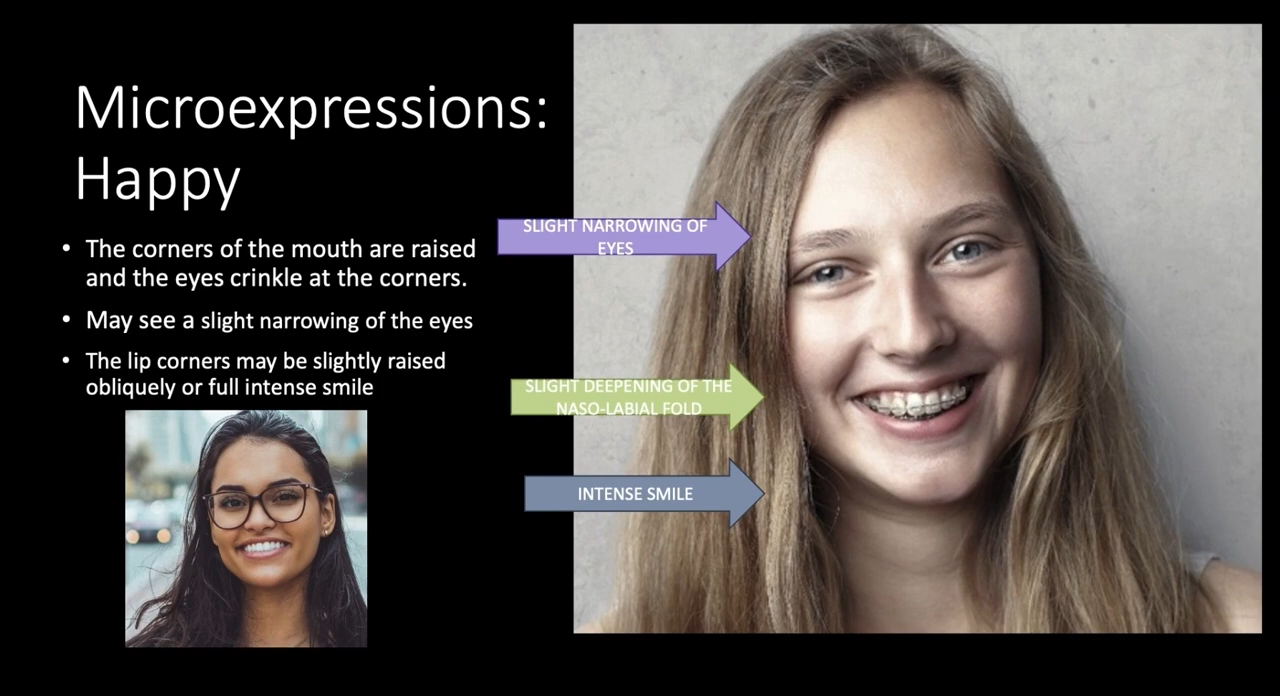 Microexpressions:
Happy
• The corners of the mouth are raised
and the eyes crinkle at the corners.
• May see a slight narrowing of the eyes
• The lip corners may be slightly raised
obliquely or full intense smile
SLIGHT NARROWING OF
EYES
SLIGHT DEEPENING OF THE
NASO-LABIAL FOLD
INTENSE SMILE